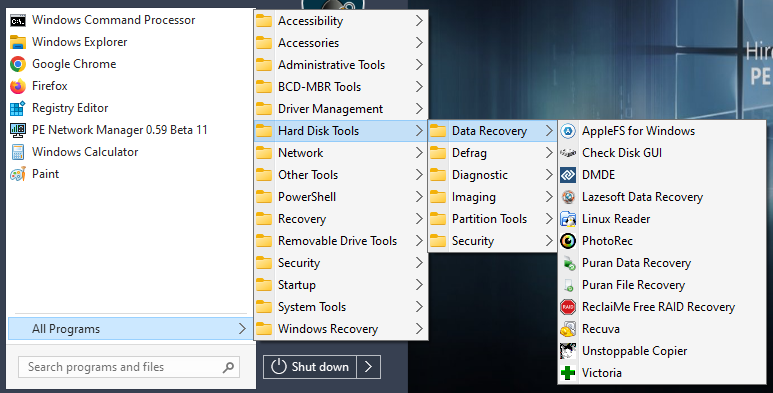 Windows Command Processor
Windows Explorer
Google Chrome
Firefox
Registry Editor
PE Network Manager 0.59 Beta 11
Windows Calculator
Paint
All Programs
Search programs and files
Shut down
Accessibility
Accessories
Administrative Tools
BCD-MBR Tools
Driver Management
Hard Disk Tools
Network
Other Tools
PowerShell
Recovery
Removable Drive Tools
Security
Startup
System Tools
Windows Recovery
Data Recovery
Defrag
Diagnostic
Imaging
Partition Tools
Security
AppleFS for Windows
Check Disk GUI
DMDE
Lazesoft Data Recovery
Linux Reader
PhotoRec
Puran Data Recovery
Puran File Recovery
ReclaiMe Free RAID Recovery
Recuva
Unstoppable Copier
Victoria
Hire
PE